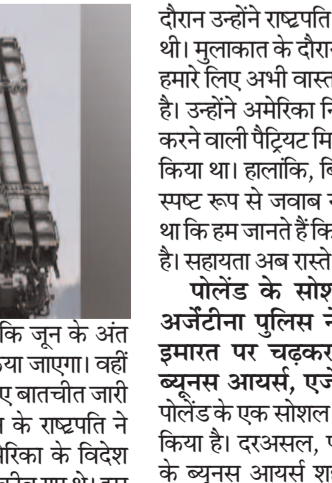 कि जून के अंत
जाएगा। वहीं
बातचीत जारी
के राष्ट्रपति ने
के विदेश
दौरान उन्होंने राष्ट्रपति
थी। मुलाकात के दौरान
हमारे लिए अभी वास्त
है। उन्होंने अमेरिका
करने वाली पैट्रियट मि
किया था। हालांकि,
स्पष्ट रूप से जवाब
था कि हम जानते हैं कि
है। सहायता अब रास्ते
पोलैंड के सोश
अर्जेंटीना पुलिस ने
इमारत पर चढ़कर
ब्यूनस आयर्स, एजें
पोलैंड के एक सोशल
किया है। दरअसल,
के ब्यूनस आयर्स